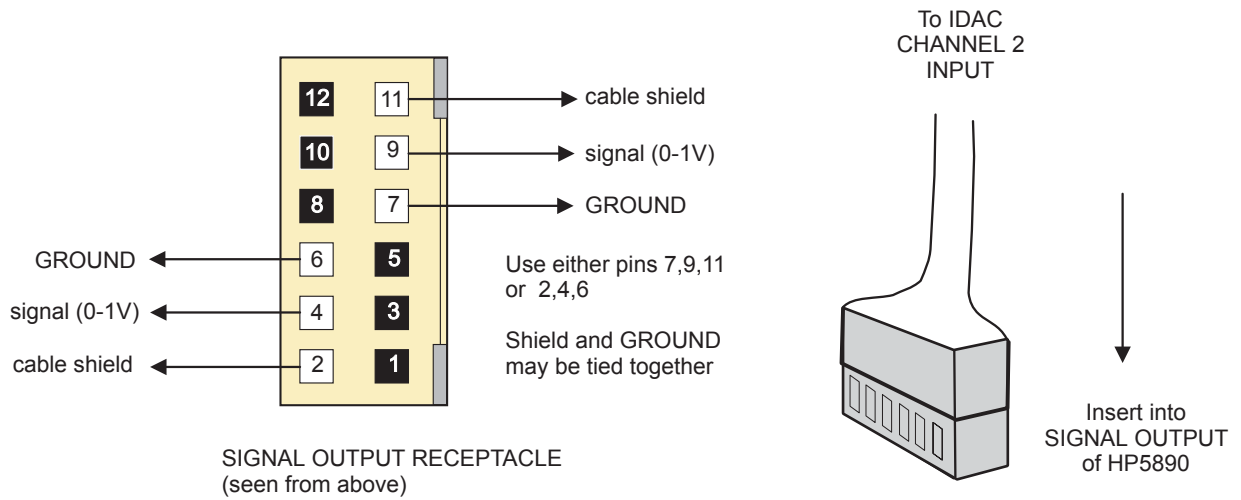 To IDAC
CHANNEL 2
INPUT
12 11 cable shield
10 9 signal (0-1V)
8 7 GROUND
GROUND 6 5
signal (0-1V) 4 3
cable shield 2 1
Use either pins 7,9,11
or 2,4,6
Shield and GROUND
may be tied together
SIGNAL OUTPUT RECEPTACLE
(seen from above)
Insert into
SIGNAL OUTPUT
of HP5890